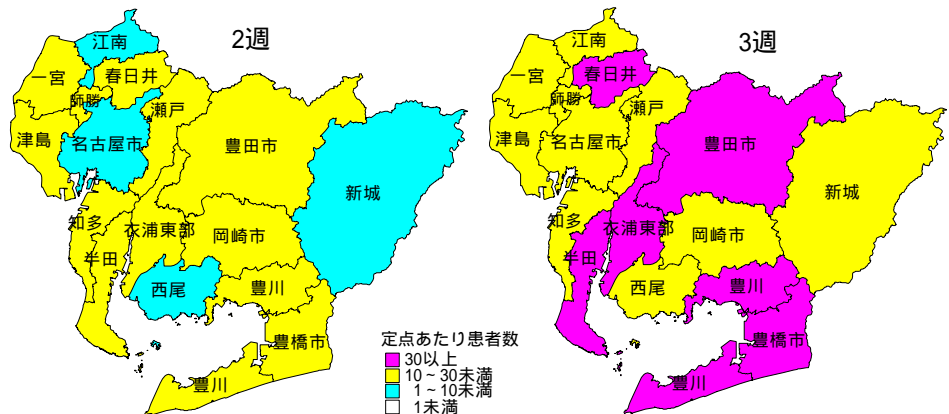 2週
江南
一宮
春日井
師勝
瀬戸
津島
名古屋市
豊田市
新城
知多
衣浦東部
岡崎市
半田
西尾
豊川
豊橋市
豊川
3週
江南
一宮
春日井
師勝
瀬戸
津島
名古屋市
豊田市
新城
知多
衣浦東部
岡崎市
半田
西尾
豊川
豊橋市
豊川
定点あたり患者数
30以上
10~30未満
1~10未満
1未満